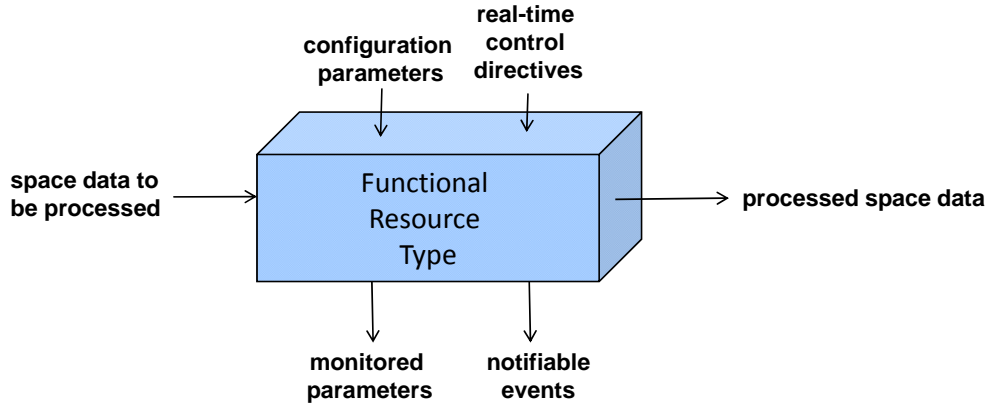 real-time
control
directives
configuration
parameters
space data to
be processed
Functional
Resource
Type
processed space data
monitored
parameters
notifiable
events